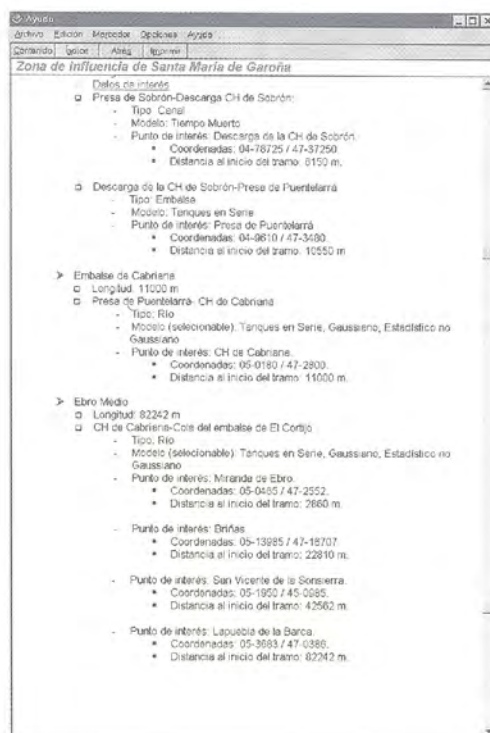 Ayuda
Archivo Edición Marcador Opciones Ayuda
Contenido Índice Atrás Imprimir
Zona de Influencia de Santa María de Garoña
Datos de interés
Presa de Sobrón-Descarga CH de Sobrón:
- Tipo: Canal
- Modelo: Tiempo Muerto
- Punto de interés: Descarga de la CH de Sobrón.
Coordenadas: 04-78725 / 47-37250.
Distancia al inicio del tramo: 8150 m.
Descarga de la CH de Sobrón-Presa de Puentelarrá
- Tipo: Embalse
- Modelo: Tanques en Serie
- Punto de interés: Presa de Puentelarrá
Coordenadas: 04-9610 / 47-3480.
Distancia al inicio del tramo: 10550 m
➢ Embalse de Cabriana
Longitud: 11000 m
Presa de Puentelarrá- CH de Cabriana
- Tipo: Río
- Modelo (selecionable): Tanques en Serie, Gaussiano, Estadístico no
Gaussiano
- Punto de interés: CH de Cabriana.
Coordenadas: 05-0180 / 47-2800.
Distancia al inicio del tramo: 11000 m.
➢ Ebro Medio
Longitud: 82242 m
CH de Cabriana-Cola del embalse de El Cortijo
- Tipo: Río
- Modelo (selecionable): Tanques en Serie, Gaussiano, Estadístico no
Gaussiano
- Punto de interés: Miranda de Ebro.
Coordenadas: 05-0485 / 47-2552.
Distancia al inicio del tramo: 2860 m.
- Punto de interés: Briñas
Coordenadas: 05-13985 / 47-18707.
Distancia al inicio del tramo: 22810 m.
- Punto de interés: San Vicente de la Sonsierra.
Coordenadas: 05-1950 / 45-0985.
Distancia al inicio del tramo: 42562 m.
- Punto de interés: Lapuebla de la Barca.
Coordenadas: 05-3683 / 47-0386.
Distancia al inicio del tramo: 82242 m.